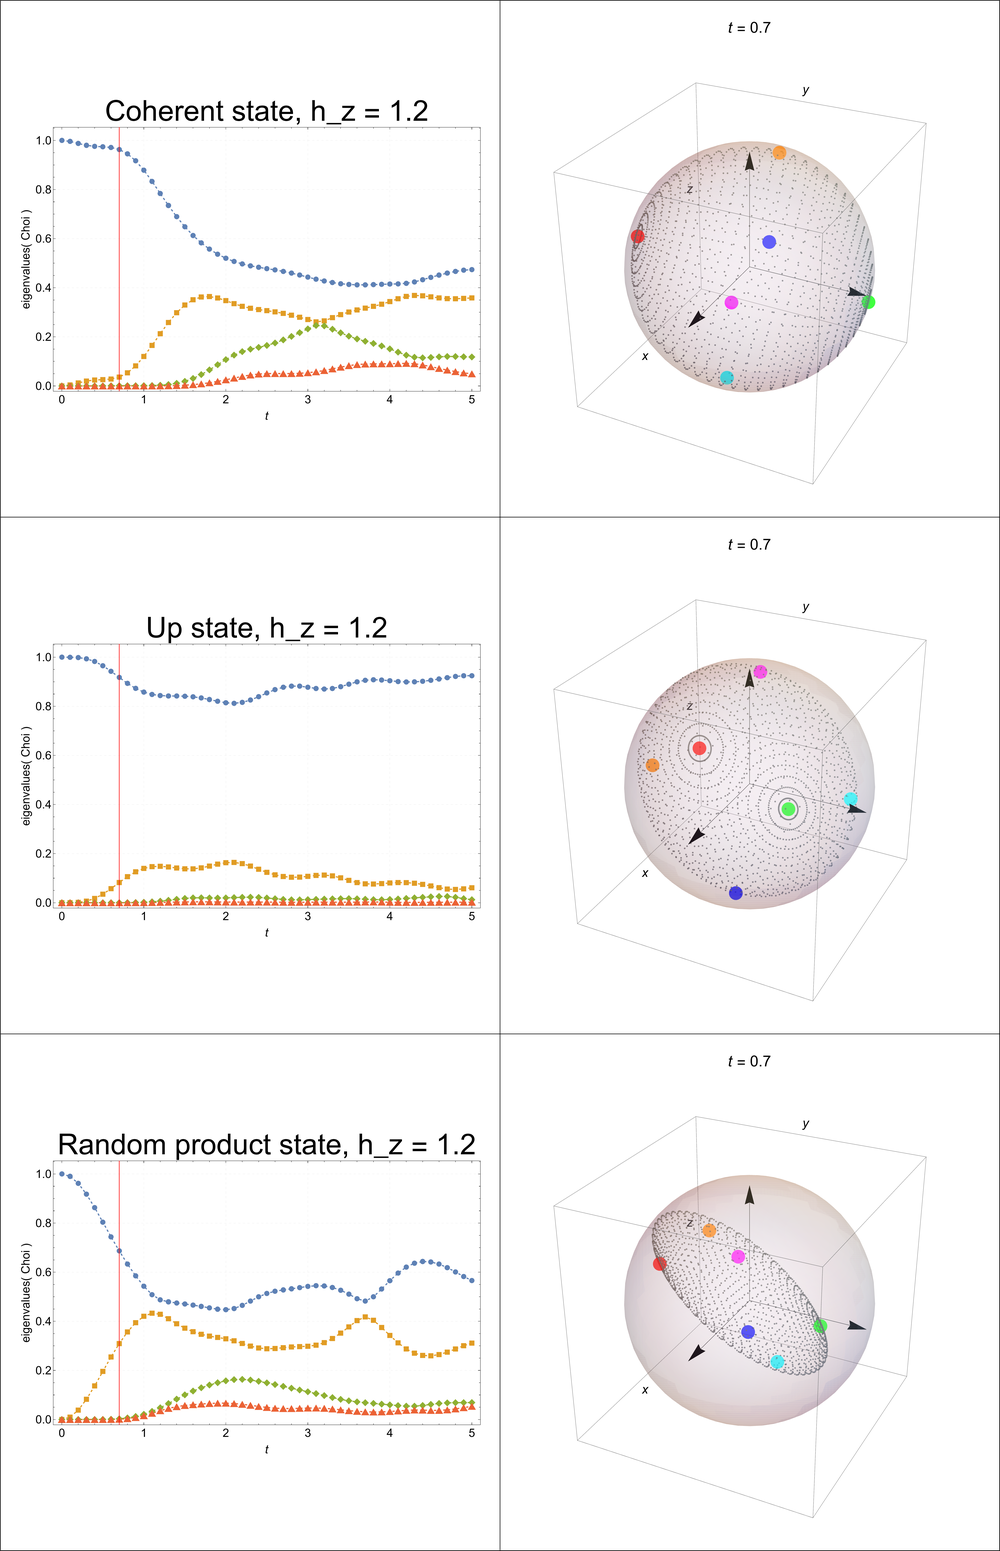 t = 0.7
y
Coherent state, h_z = 1.2
1.0
0.8
0.6
0.4
0.2
0.0
eigenvalues( Choi )
0 1 2 3 4 5
t
z
x
t = 0.7
y
Up state, h_z = 1.2
1.0
0.8
0.6
0.4
0.2
0.0
eigenvalues( Choi )
0 1 2 3 4 5
t
z
x
t = 0.7
y
Random product state, h_z = 1.2
1.0
0.8
0.6
0.4
0.2
0.0
eigenvalues( Choi )
0 1 2 3 4 5
t
z
x